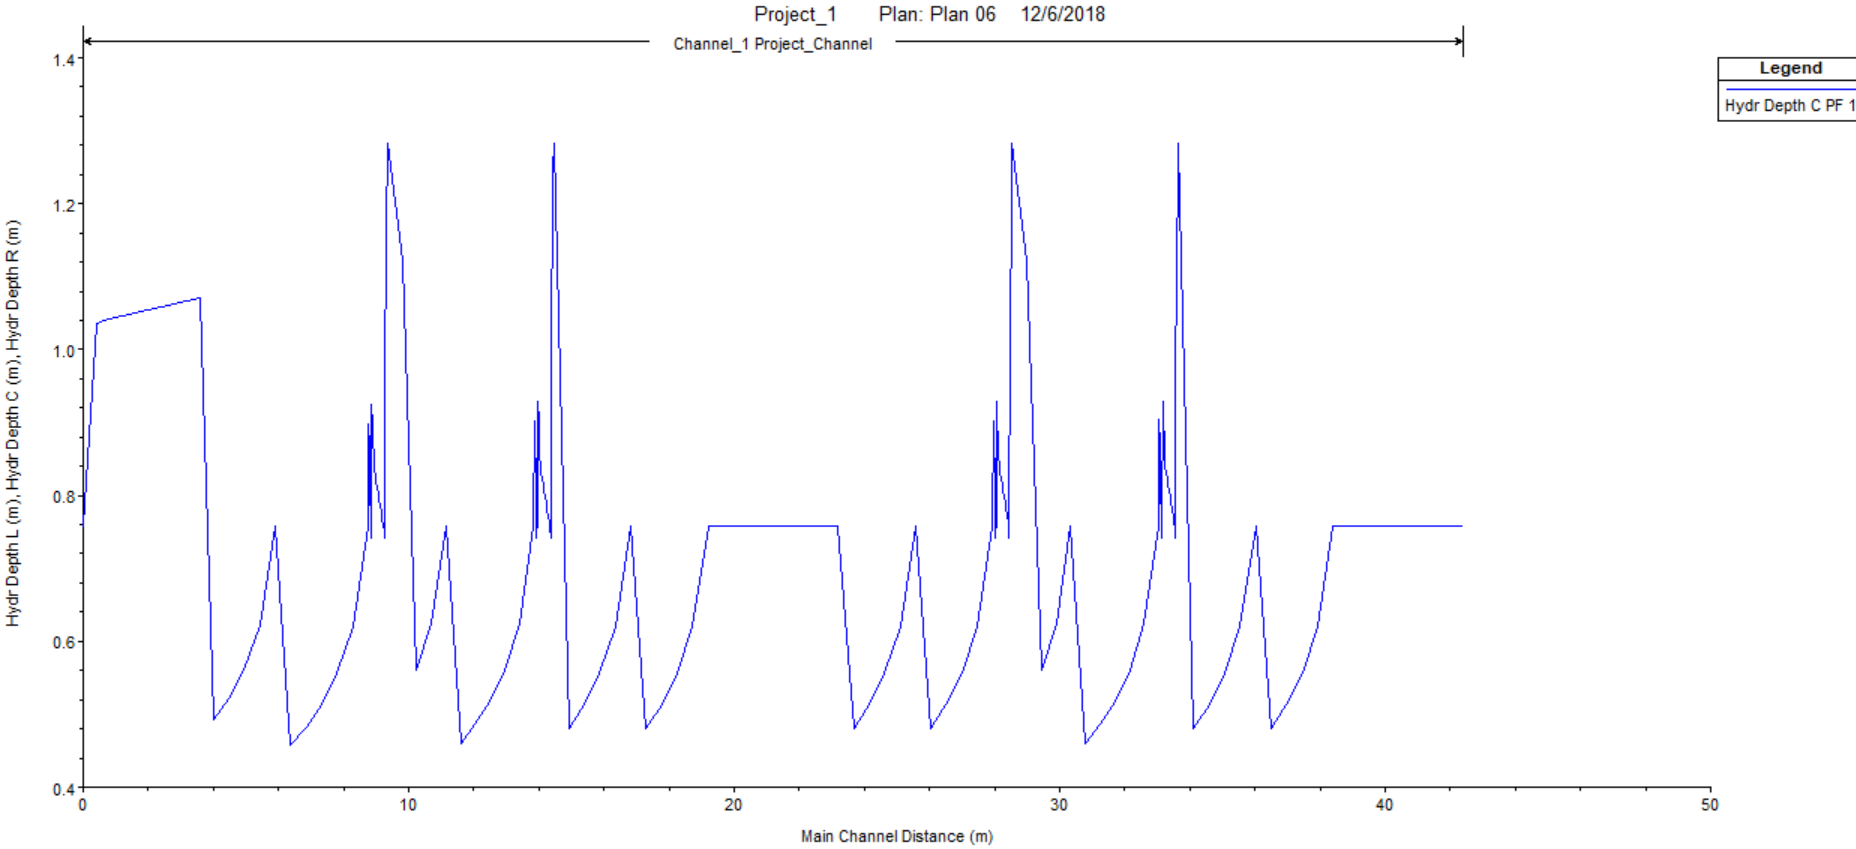 Project_1 Plan: Plan 06 12/6/2018
Channel_1 Project_Channel
Legend
Hydr Depth C PF 1
Hydr Depth L (m), Hydr Depth C (m), Hydr Depth R (m)
1.4
1.2
1.0
0.8
0.6
0.4
0 10 20 30 40 50
Main Channel Distance (m)